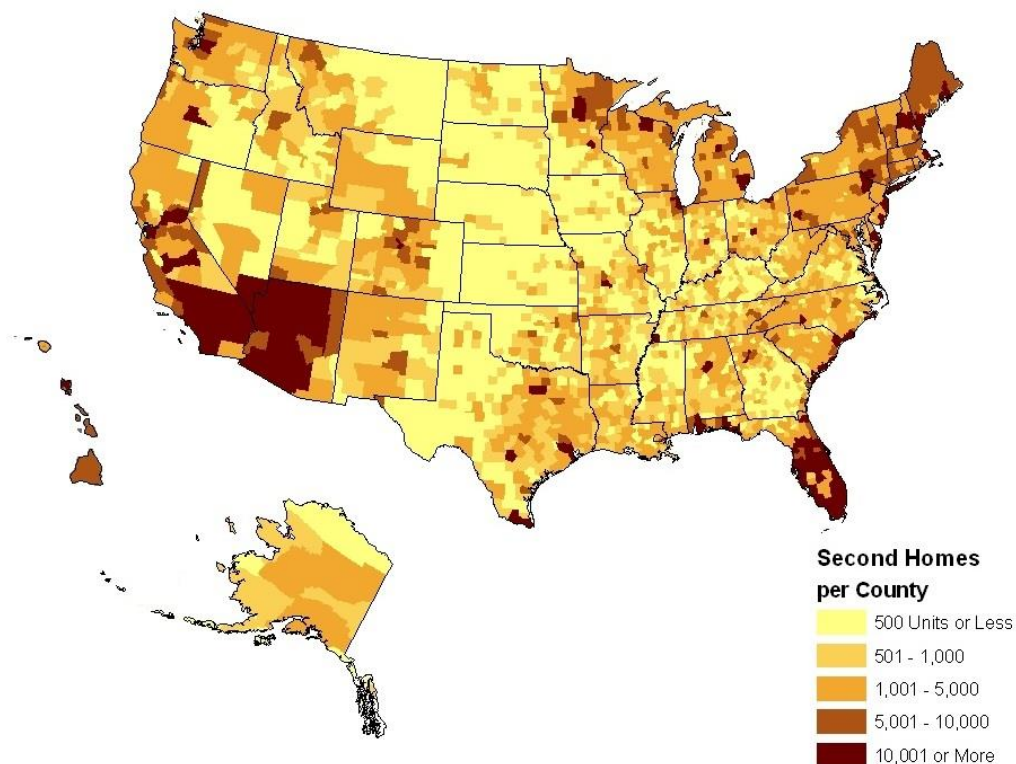 Second Homes
per County
500 Units or Less
501 - 1,000
1,001 - 5,000
5,001 - 10,000
10,001 or More